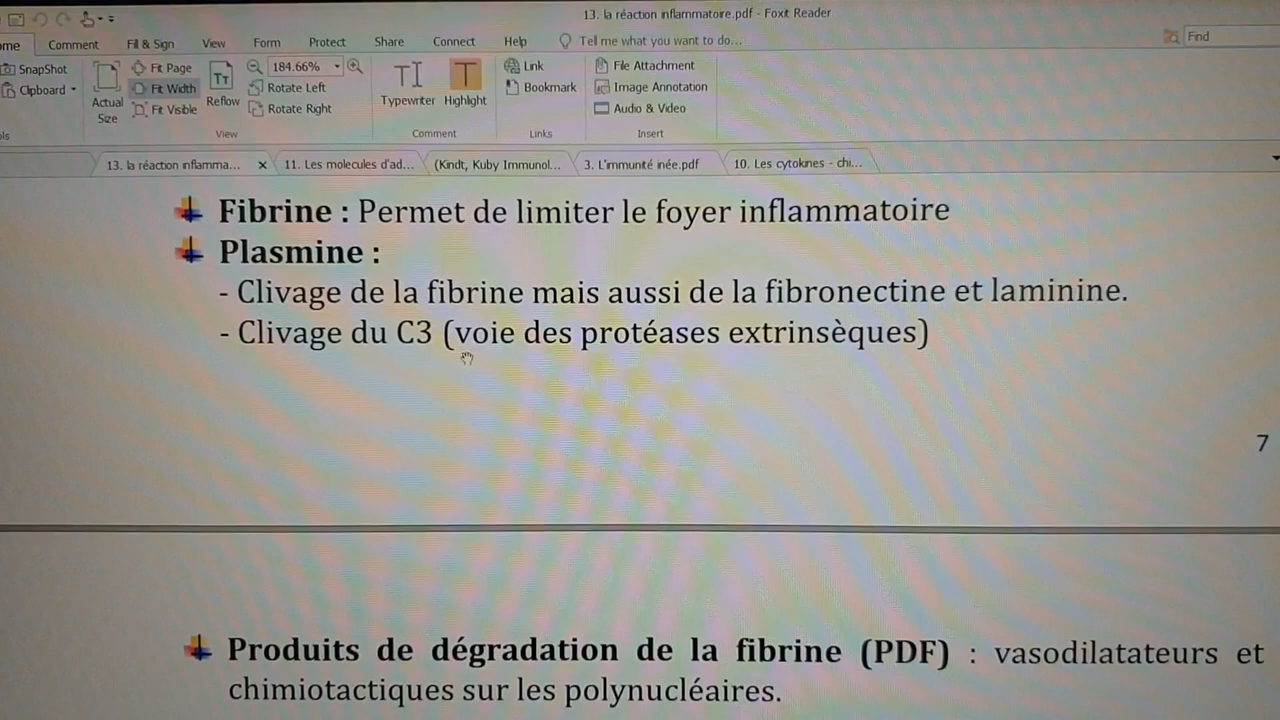 13. la réaction inflammatoire.pdf - Foxit Reader
ome Comment Fill & Sign View Form Protect Share Connect Help Tell me what you want to do... Find
SnapShot
Clipboard
Actual Size
Fit Page
Fit Width
Fit Visible
Reflow
184.66%
Rotate Left
Rotate Right
View
Typewriter Highlight
Comment
Link
Bookmark
Links
File Attachment
Image Annotation
Audio & Video
Insert
13. la réaction inflamma... 11. Les molecules d'ad... (Kindt, Kuby Immunol... 3. L'immunité inée.pdf 10. Les cytokines - chi...
Fibrine : Permet de limiter le foyer inflammatoire
Plasmine :
- Clivage de la fibrine mais aussi de la fibronectine et laminine.
- Clivage du C3 (voie des protéases extrinsèques)
7
Produits de dégradation de la fibrine (PDF) : vasodilatateurs et
chimiotactiques sur les polynucléaires.